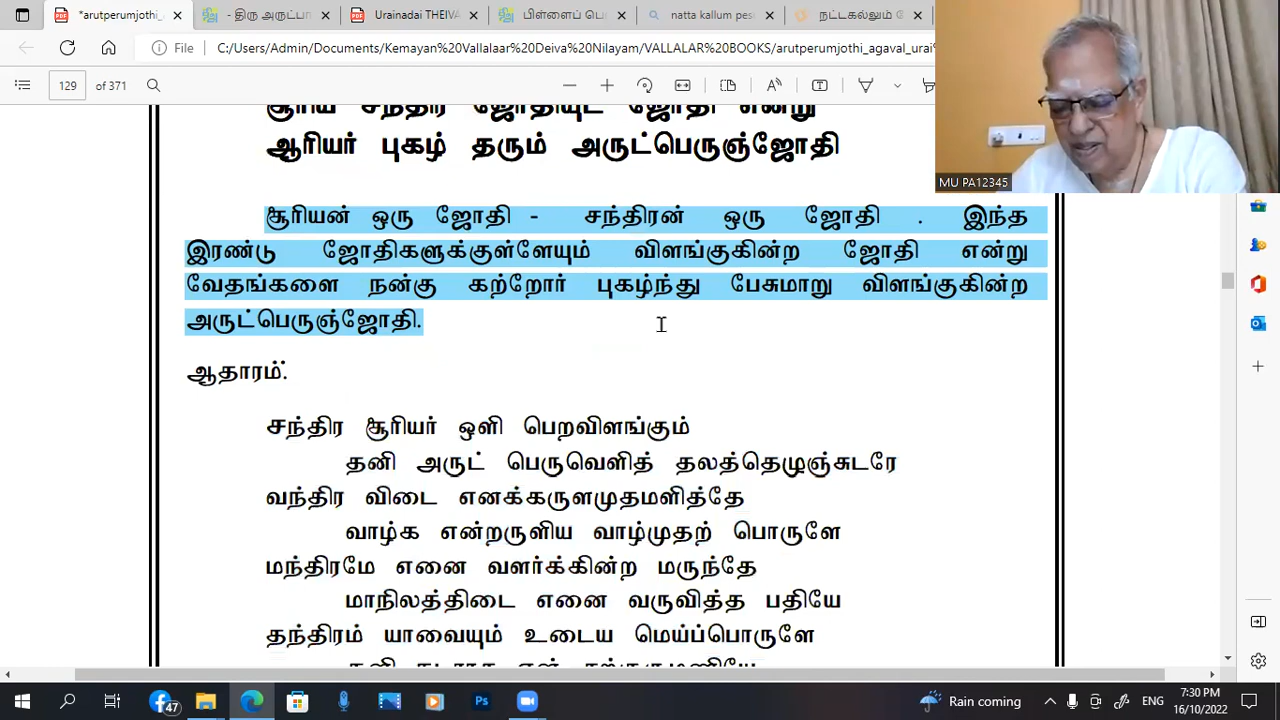 *arutperumjothi
- திரு அருட்பா
Urainadai THEIVA
பிள்ளைப் பெ
natta kallum pes
நட்டகல்லும் பே
File C:/Users/Admin/Documents/Kemayan%20Vallalaar%20Deiva%20Nilayam/VALLALAR%20BOOKS/arutperumjothi_agaval_urai
129 of 371
சூரிய சந்திர ஜோதியுட் ஜோதி என்று
ஆரியர் புகழ் தரும் அருட்பெருஞ்ஜோதி
சூரியன் ஒரு ஜோதி - சந்திரன் ஒரு ஜோதி . இந்த
இரண்டு ஜோதிகளுக்குள்ளேயும் விளங்குகின்ற ஜோதி என்று
வேதங்களை நன்கு கற்றோர் புகழ்ந்து பேசுமாறு விளங்குகின்ற
அருட்பெருஞ்ஜோதி.
ஆதாரம்:
சந்திர சூரியர் ஒளி பெறவிளங்கும்
தனி அருட் பெருவெளித் தலத்தெழுஞ்சுடரே
வந்திர விடை எனக்கருளமுதமளித்தே
வாழ்க என்றருளிய வாழ்முதற் பொருளே
மந்திரமே எனை வளர்க்கின்ற மருந்தே
மாநிலத்திடை எனை வருவித்த பதியே
தந்திரம் யாவையும் உடைய மெய்ப்பொருளே
MU PA12345
47
Ps
Rain coming
ENG
7:30 PM
16/10/2022